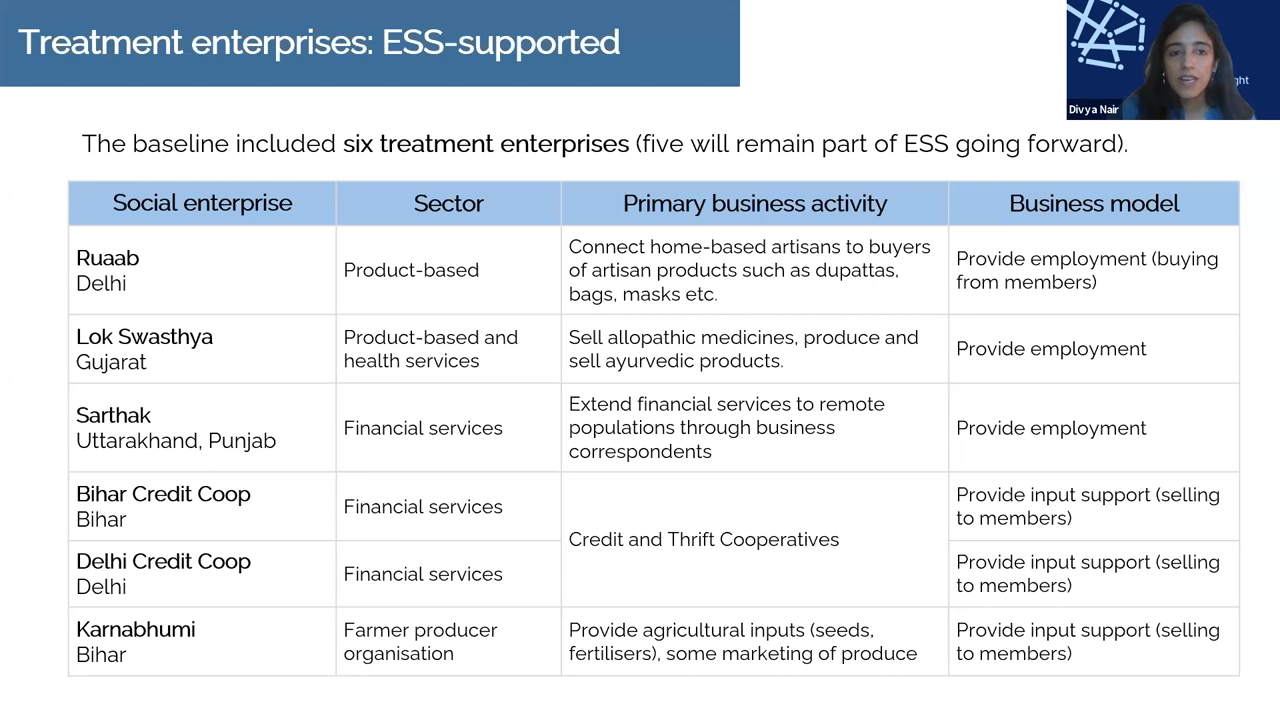 Treatment enterprises: ESS-supported
ght
Divya Nair
The baseline included six treatment enterprises (five will remain part of ESS going forward).
Social enterprise
Sector
Primary business activity
Business model
Ruaab
Delhi
Product-based
Connect home-based artisans to buyers
of artisan products such as dupattas,
bags, masks etc.
Provide employment (buying
from members)
Lok Swasthya
Gujarat
Product-based and
health services
Sell allopathic medicines, produce and
sell ayurvedic products.
Provide employment
Sarthak
Uttarakhand, Punjab
Financial services
Extend financial services to remote
populations through business
correspondents
Provide employment
Bihar Credit Coop
Bihar
Financial services
Credit and Thrift Cooperatives
Provide input support (selling
to members)
Delhi Credit Coop
Delhi
Financial services
Provide input support (selling
to members)
Karnabhumi
Bihar
Farmer producer
organisation
Provide agricultural inputs (seeds,
fertilisers), some marketing of produce
Provide input support (selling
to members)